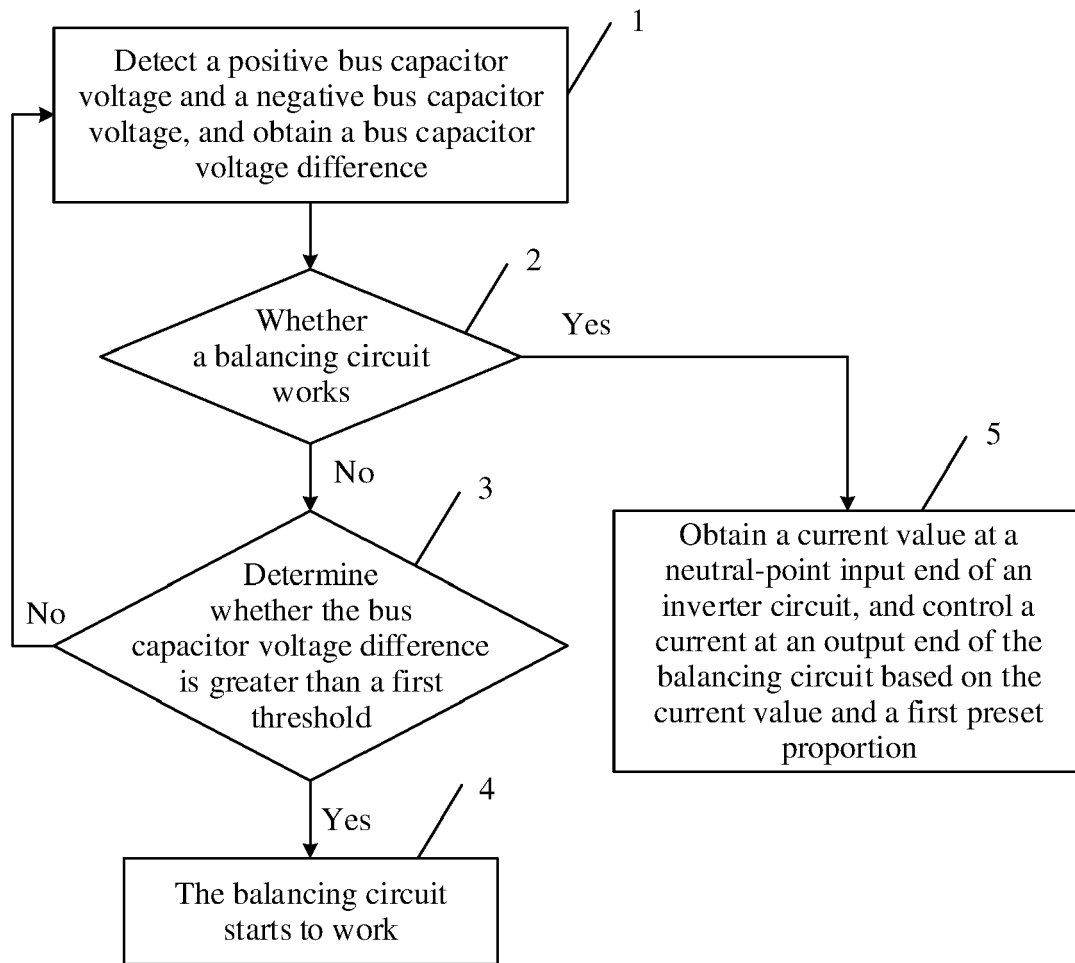 1
Detect a positive bus capacitor
voltage and a negative bus capacitor
voltage, and obtain a bus capacitor
voltage difference
2
Whether
a balancing circuit
works
Yes
No
3
Determine
whether the bus
capacitor voltage difference
is greater than a first
threshold
No
Yes
4
The balancing circuit
starts to work
5
Obtain a current value at a
neutral-point input end of an
inverter circuit, and control a
current at an output end of the
balancing circuit based on the
current value and a first preset
proportion